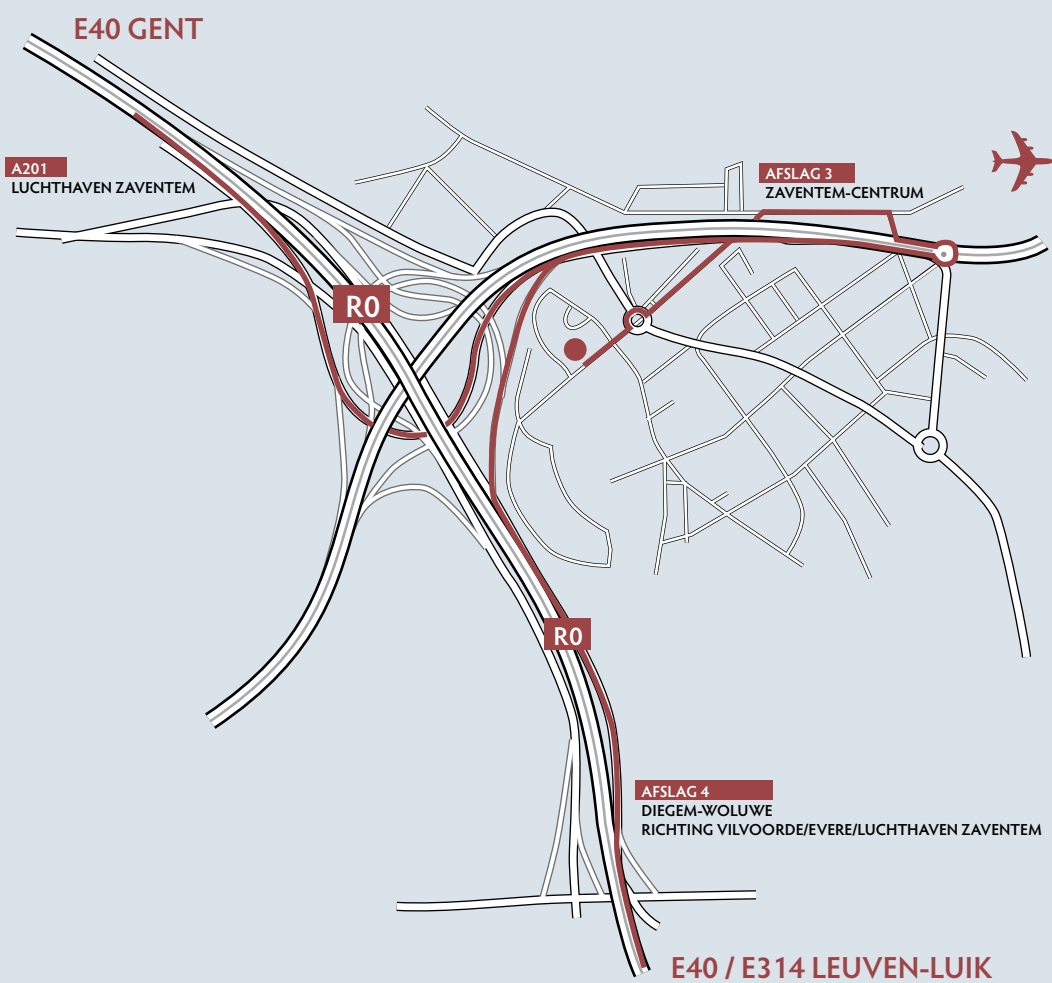 E40 GENT
A201
LUCHTHAVEN ZAVENTEM
AFSLAG 3
ZAVENTEM-CENTRUM
R0
R0
AFSLAG 4
DIEGEM-WOLUWE
RICHTING VILVOORDE/EVERE/LUCHTHAVEN ZAVENTEM
E40 / E314 LEUVEN-LUIK